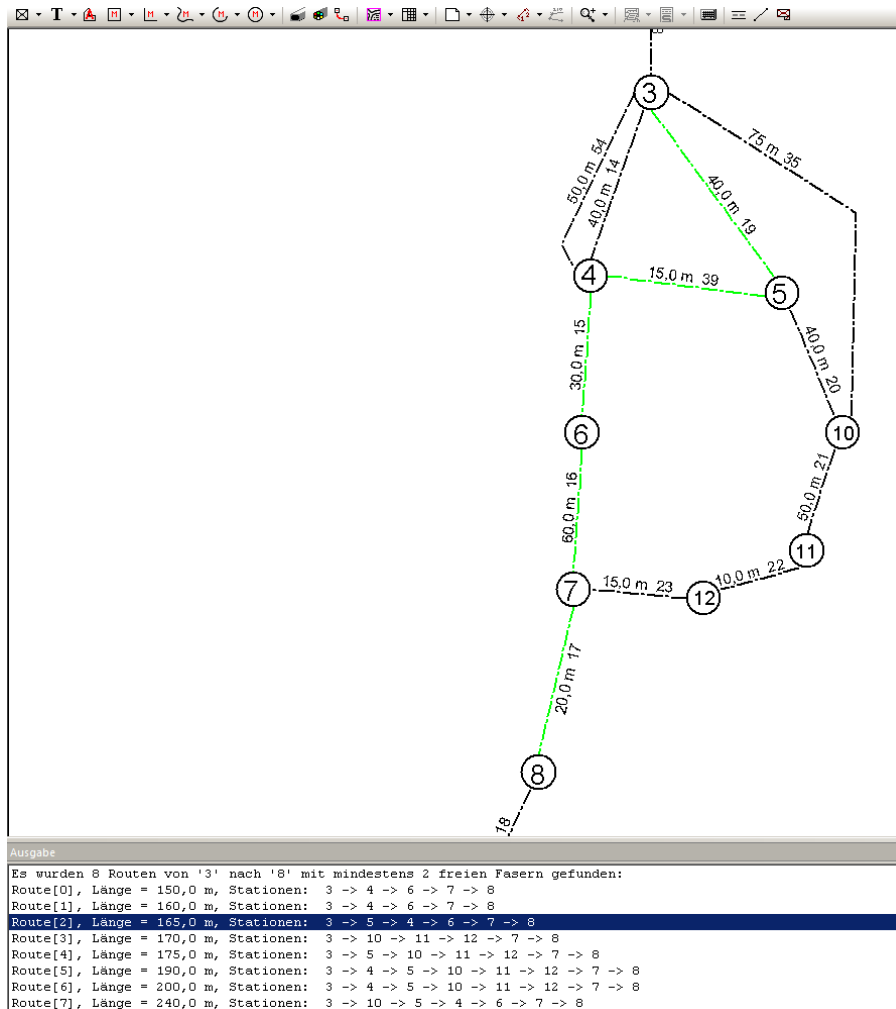 3
75 m 35
50,0 m 54
40,0 m 14
40,0 m 19
4
15,0 m 39
5
30,0 m 15
40,0 m 20
6
10
60,0 m 16
50,0 m 21
11
7
15,0 m 23
10,0 m 22
12
20,0 m 17
8
18
Ausgabe
Es wurden 8 Routen von '3' nach '8' mit mindestens 2 freien Fasern gefunden:
Route[0], Länge = 150,0 m, Stationen: 3 -> 4 -> 6 -> 7 -> 8
Route[1], Länge = 160,0 m, Stationen: 3 -> 4 -> 6 -> 7 -> 8
Route[2], Länge = 165,0 m, Stationen: 3 -> 5 -> 4 -> 6 -> 7 -> 8
Route[3], Länge = 170,0 m, Stationen: 3 -> 10 -> 11 -> 12 -> 7 -> 8
Route[4], Länge = 175,0 m, Stationen: 3 -> 5 -> 10 -> 11 -> 12 -> 7 -> 8
Route[5], Länge = 190,0 m, Stationen: 3 -> 4 -> 5 -> 10 -> 11 -> 12 -> 7 -> 8
Route[6], Länge = 200,0 m, Stationen: 3 -> 4 -> 5 -> 10 -> 11 -> 12 -> 7 -> 8
Route[7], Länge = 240,0 m, Stationen: 3 -> 10 -> 5 -> 4 -> 6 -> 7 -> 8